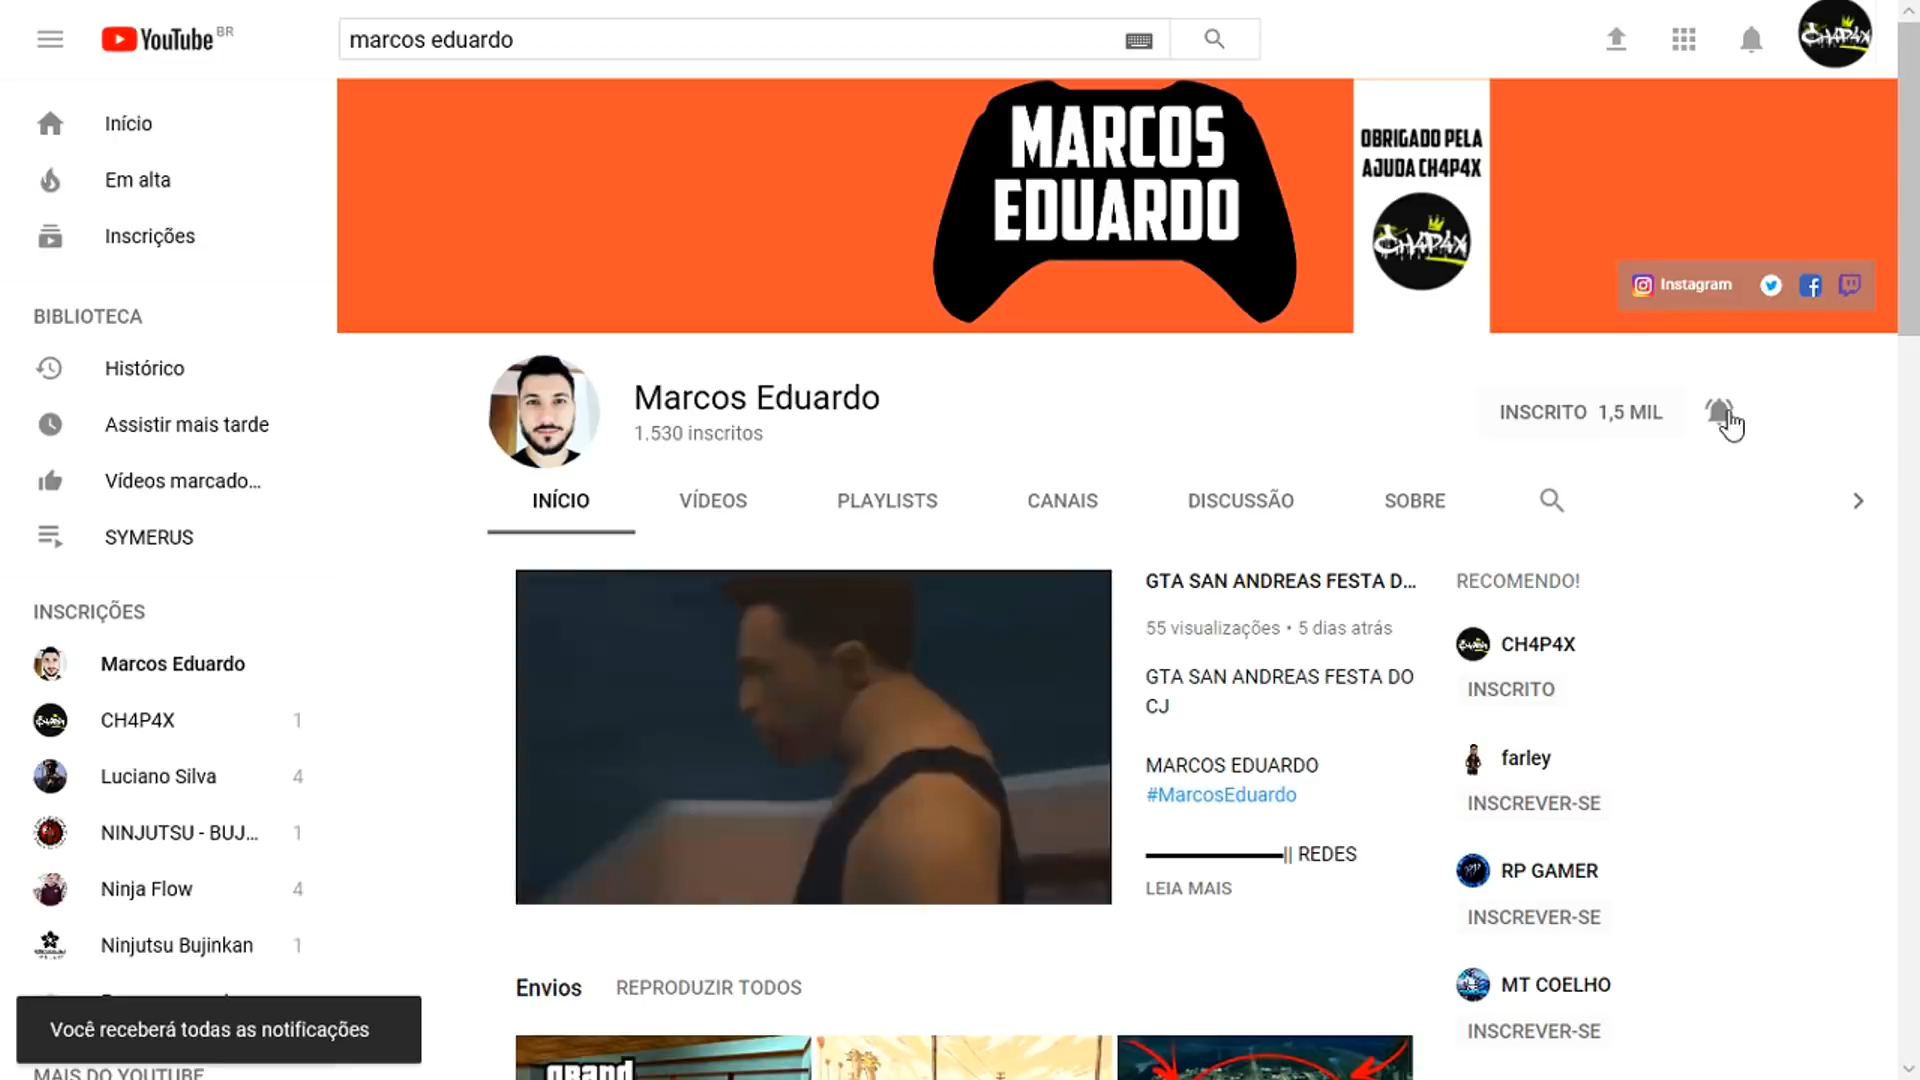 YouTube BR
marcos eduardo
Início
Em alta
Inscrições
BIBLIOTECA
Histórico
Assistir mais tarde
Vídeos marcado...
SYMERUS
INSCRIÇÕES
Marcos Eduardo
CH4P4X 1
Luciano Silva 4
NINJUTSU - BUJ... 1
Ninja Flow 4
Ninjutsu Bujinkan 1
Você receberá todas as notificações
MAIS DO YOUTUBE
MARCOS
EDUARDO
OBRIGADO PELA
AJUDA CH4P4X
CH4P4X
Instagram
Marcos Eduardo
1.530 inscritos
INSCRITO 1,5 MIL
INÍCIO
VÍDEOS
PLAYLISTS
CANAIS
DISCUSSÃO
SOBRE
GTA SAN ANDREAS FESTA D...
55 visualizações • 5 dias atrás
GTA SAN ANDREAS FESTA DO
CJ
MARCOS EDUARDO
#MarcosEduardo
|| REDES
LEIA MAIS
RECOMENDO!
CH4P4X
INSCRITO
farley
INSCREVER-SE
RP GAMER
INSCREVER-SE
MT COELHO
INSCREVER-SE
Envios
REPRODUZIR TODOS
grand